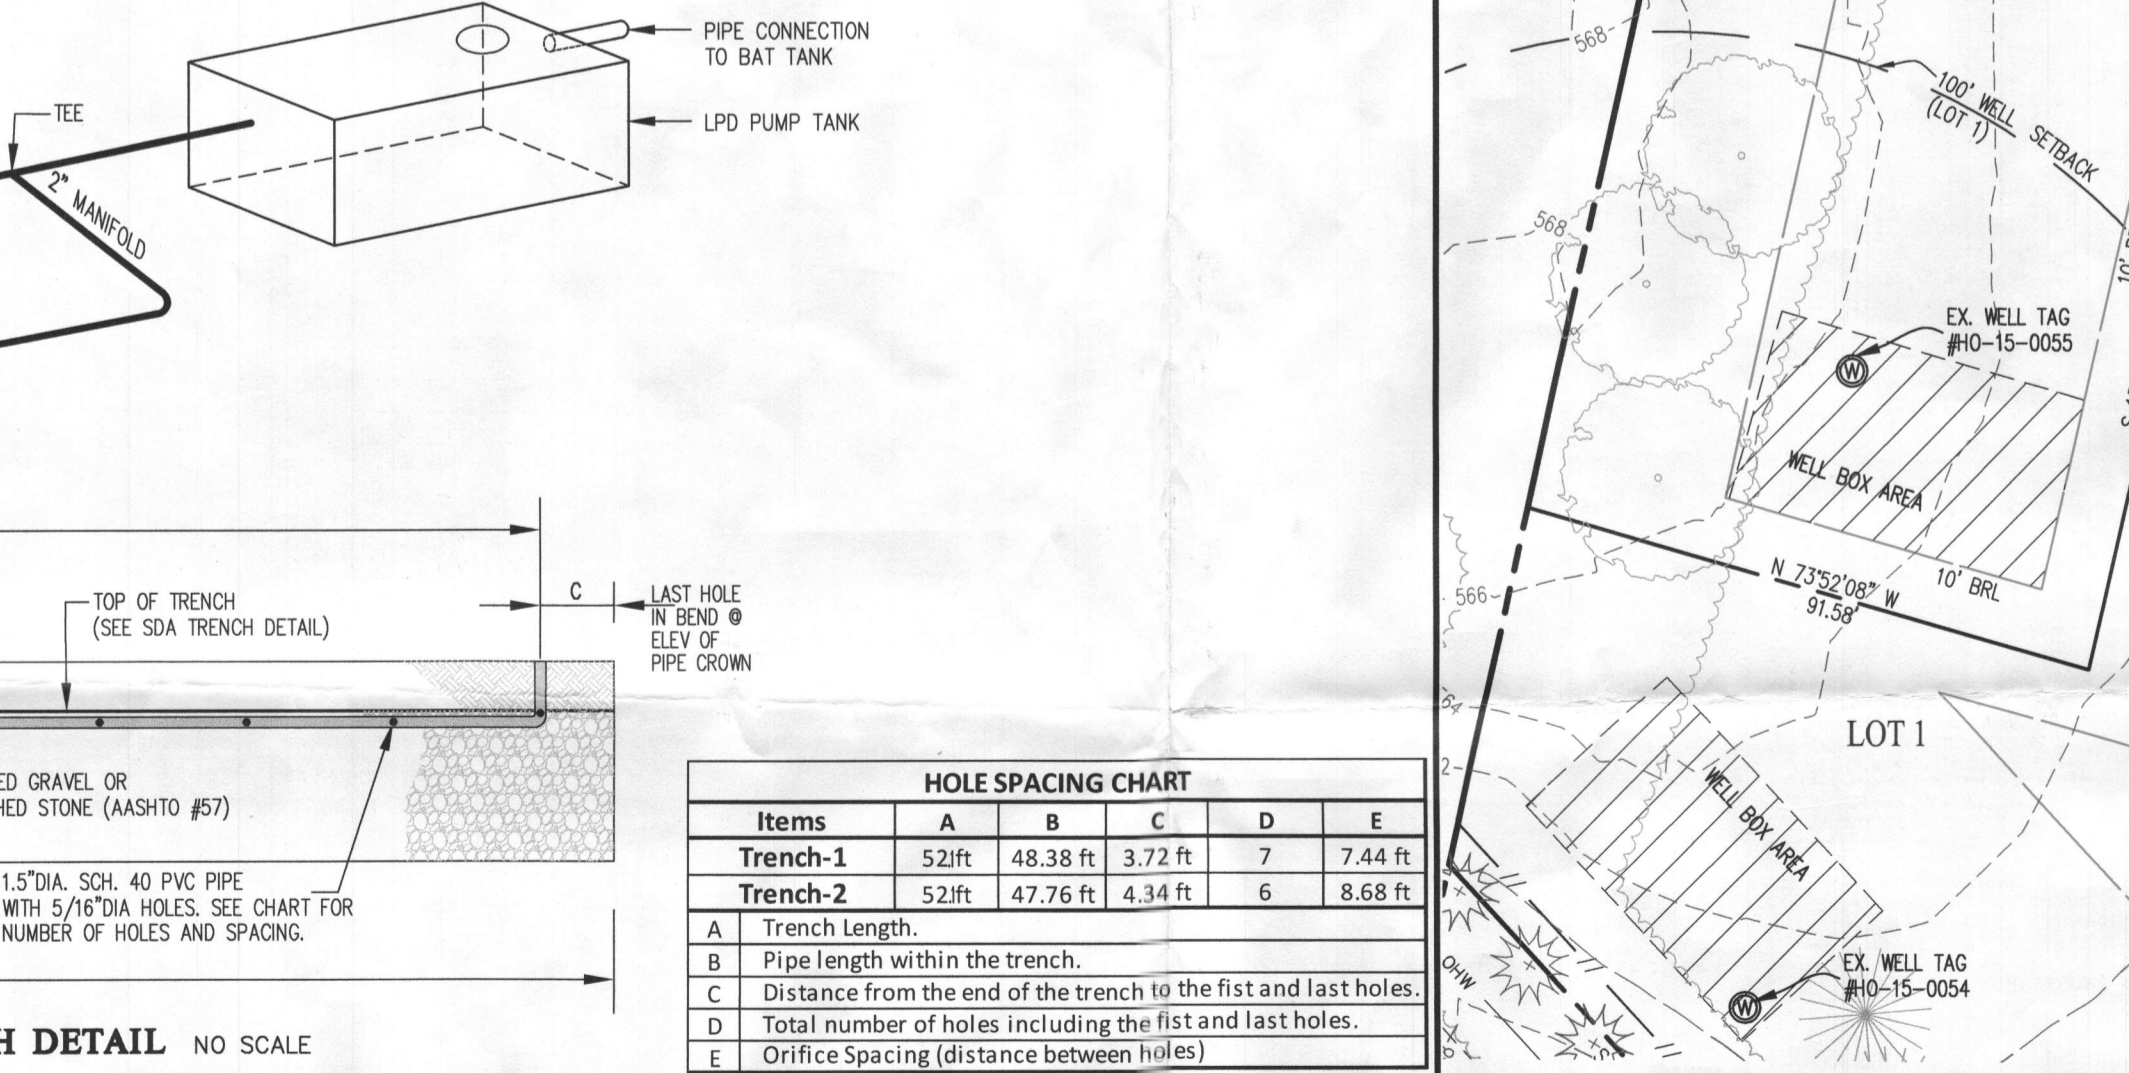 PIPE CONNECTION
TO BAT TANK
TEE
LPD PUMP TANK
2" MANIFOLD
TOP OF TRENCH
(SEE SDA TRENCH DETAIL)
C
LAST HOLE
IN BEND @
ELEV OF
PIPE CROWN
ED GRAVEL OR
HED STONE (AASHTO #57)
1.5"DIA. SCH. 40 PVC PIPE
WITH 5/16"DIA HOLES. SEE CHART FOR
NUMBER OF HOLES AND SPACING.
H DETAIL NO SCALE
HOLE SPACING CHART
Items A B C D E
Trench-1 52.1ft 48.38 ft 3.72 ft 7 7.44 ft
Trench-2 52.1ft 47.76 ft 4.34 ft 6 8.68 ft
A Trench Length.
B Pipe length within the trench.
C Distance from the end of the trench to the fist and last holes.
D Total number of holes including the fist and last holes.
E Orifice Spacing (distance between holes)
568
100' WELL SETBACK
(LOT 1)
568
10'
EX. WELL TAG
#HO-15-0055
W
WELL BOX AREA
N 73°52'08" W
91.58'
10' BRL
566
64
LOT 1
2
WELL BOX AREA
OHW
EX. WELL TAG
#HO-15-0054
W